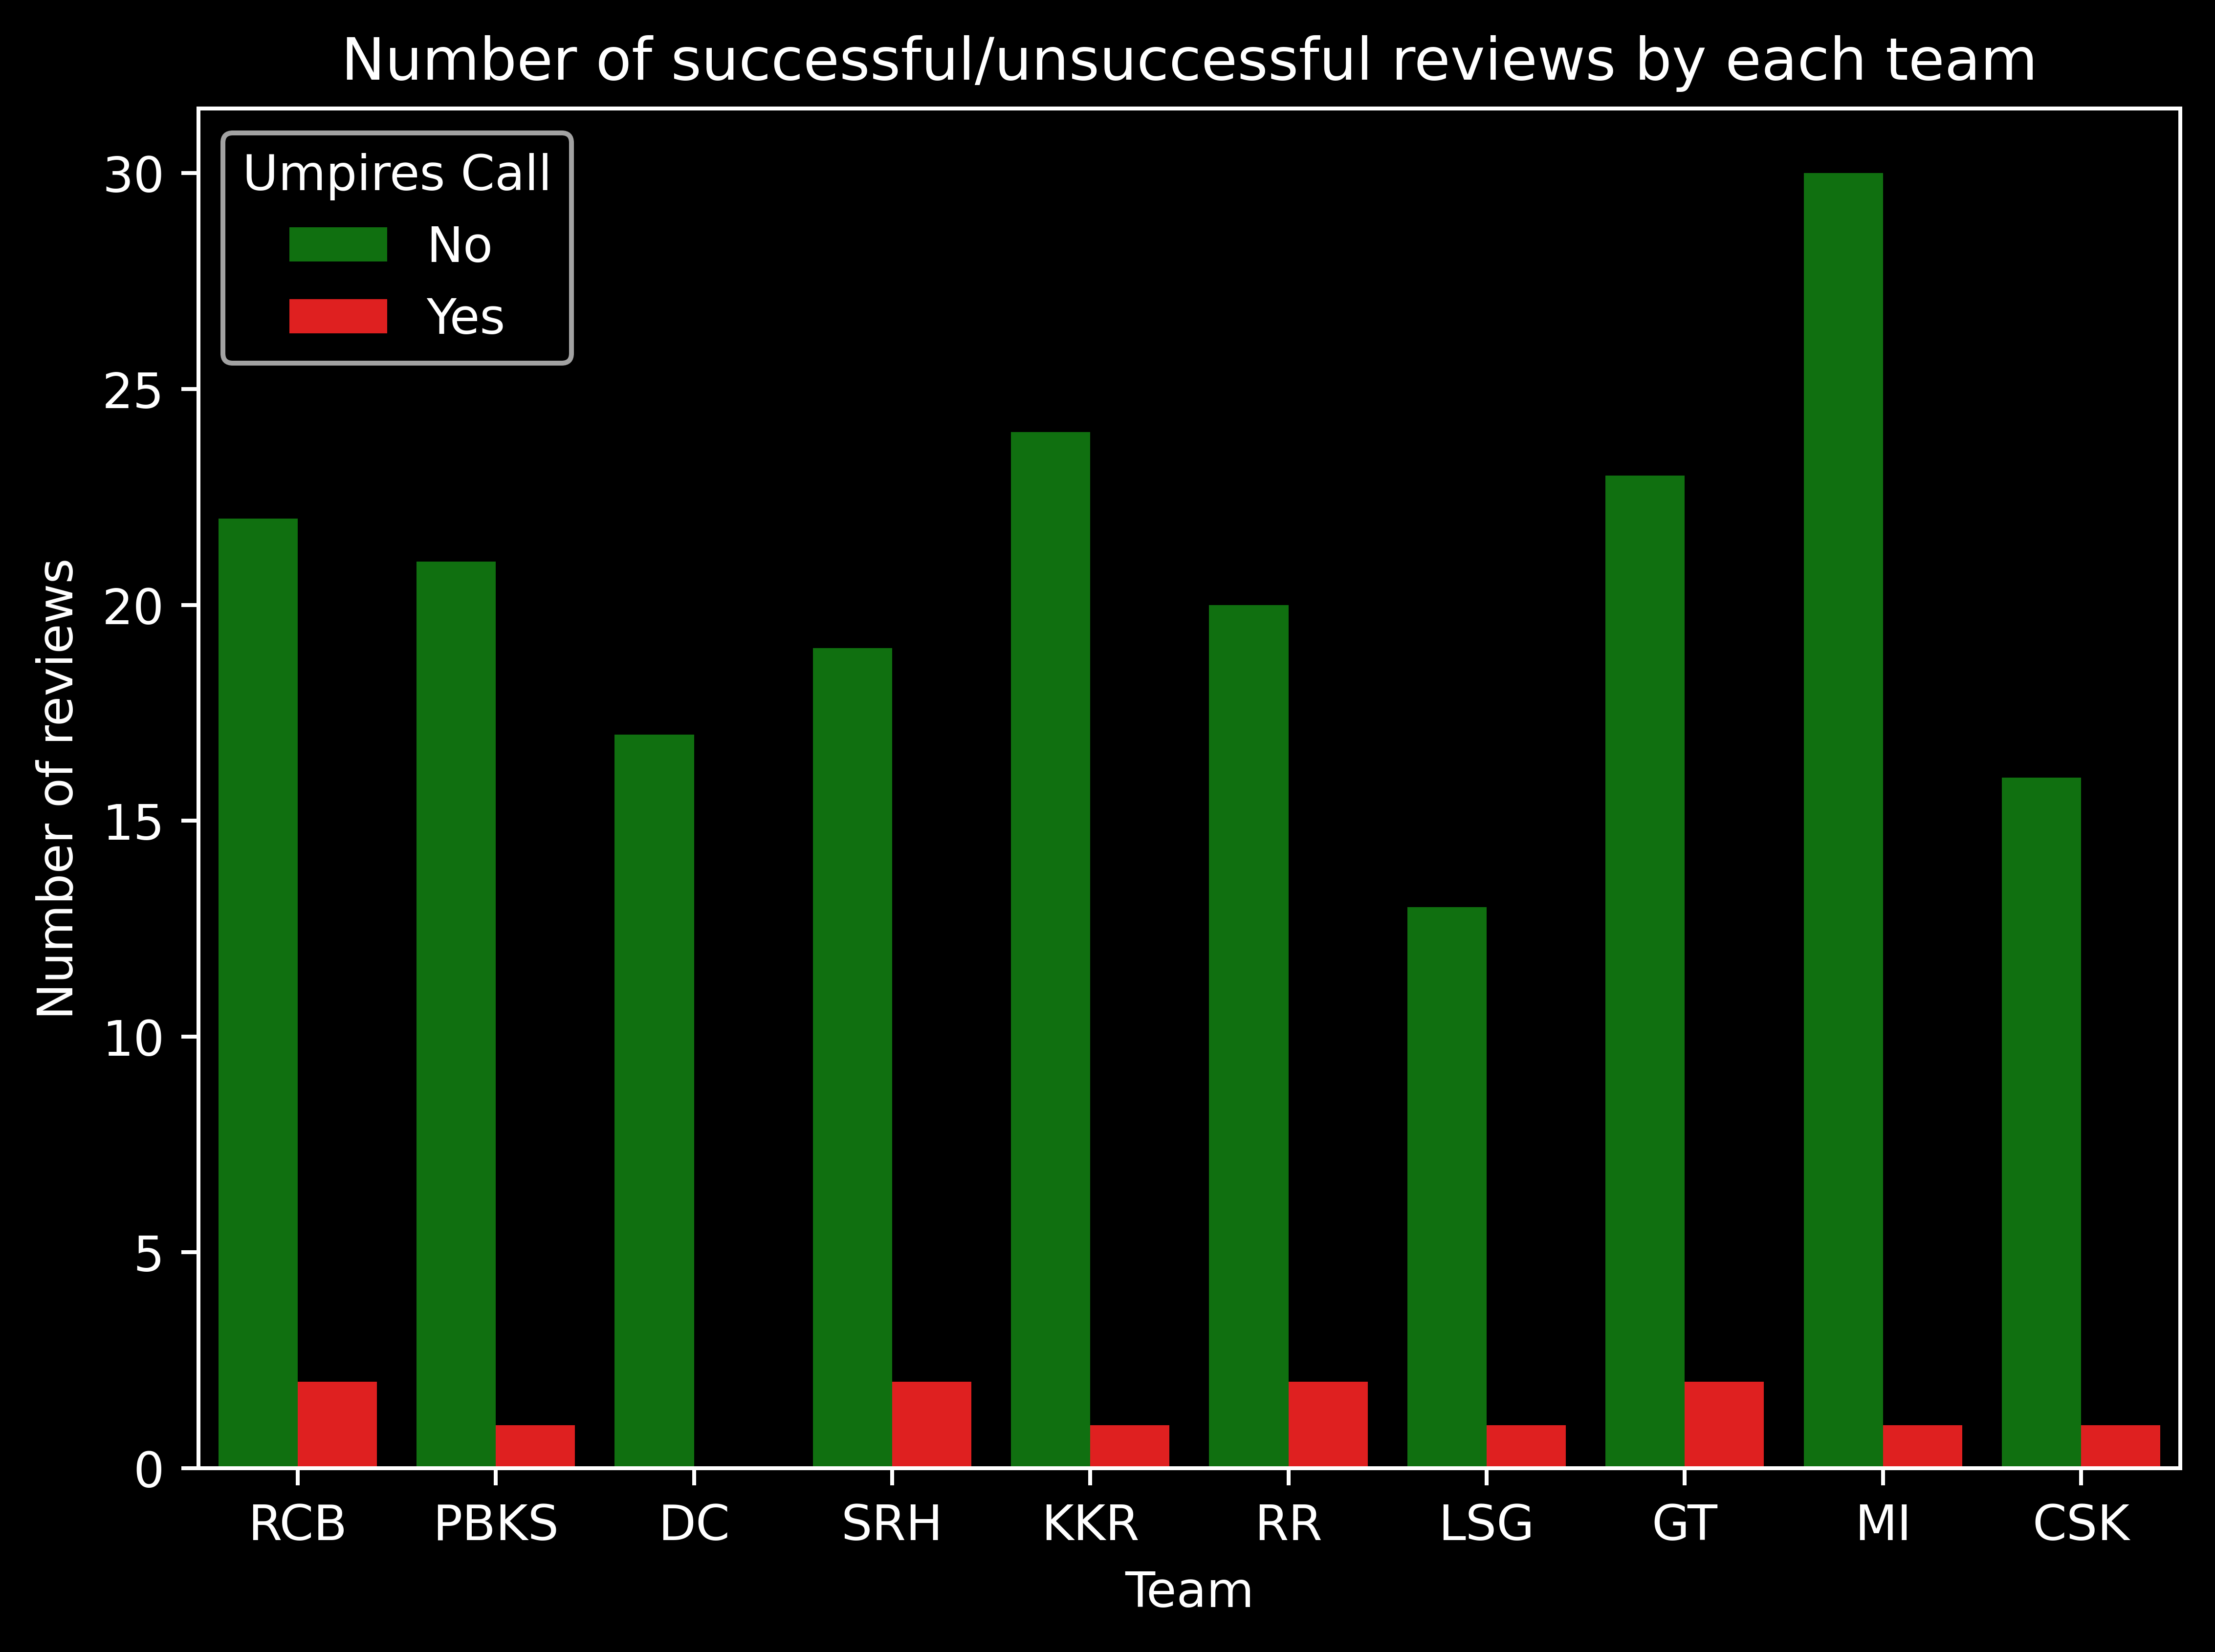 Number of successful/unsuccessful reviews by each team
Umpires Call
No
Yes
30
25
20
15
10
5
0
Number of reviews
RCB PBKS DC SRH KKR RR LSG GT MI CSK
Team